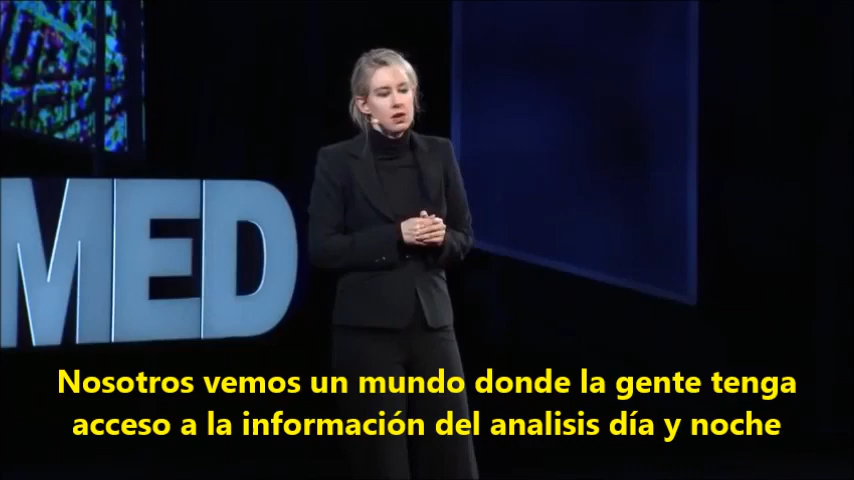 MED
Nosotros vemos un mundo donde la gente tenga
acceso a la información del analisis día y noche